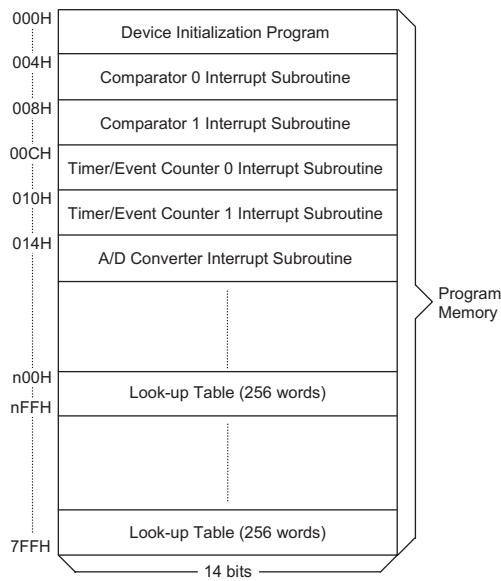 000H
Device Initialization Program
004H
Comparator 0 Interrupt Subroutine
008H
Comparator 1 Interrupt Subroutine
00CH
Timer/Event Counter 0 Interrupt Subroutine
010H
Timer/Event Counter 1 Interrupt Subroutine
014H
A/D Converter Interrupt Subroutine
Program
Memory
n00H
Look-up Table (256 words)
nFFH
Look-up Table (256 words)
7FFH
14 bits